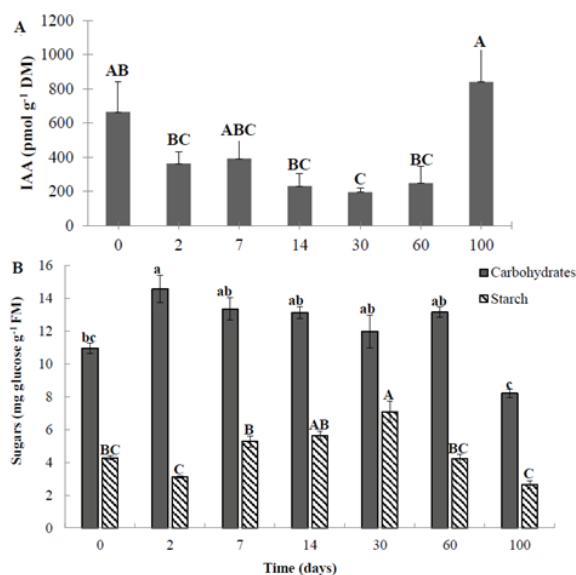 A
IAA (pmol g-1 DM)
1200
1000
800
600
400
200
0
AB
BC
ABC
BC
C
BC
A
0 2 7 14 30 60 100
B
Carbohydrates
Starch
Sugars (mg glucose g-1 FM)
16
14
12
10
8
6
4
2
0
bc
a
ab
ab
ab
ab
c
BC
C
B
AB
A
BC
C
0 2 7 14 30 60 100
Time (days)